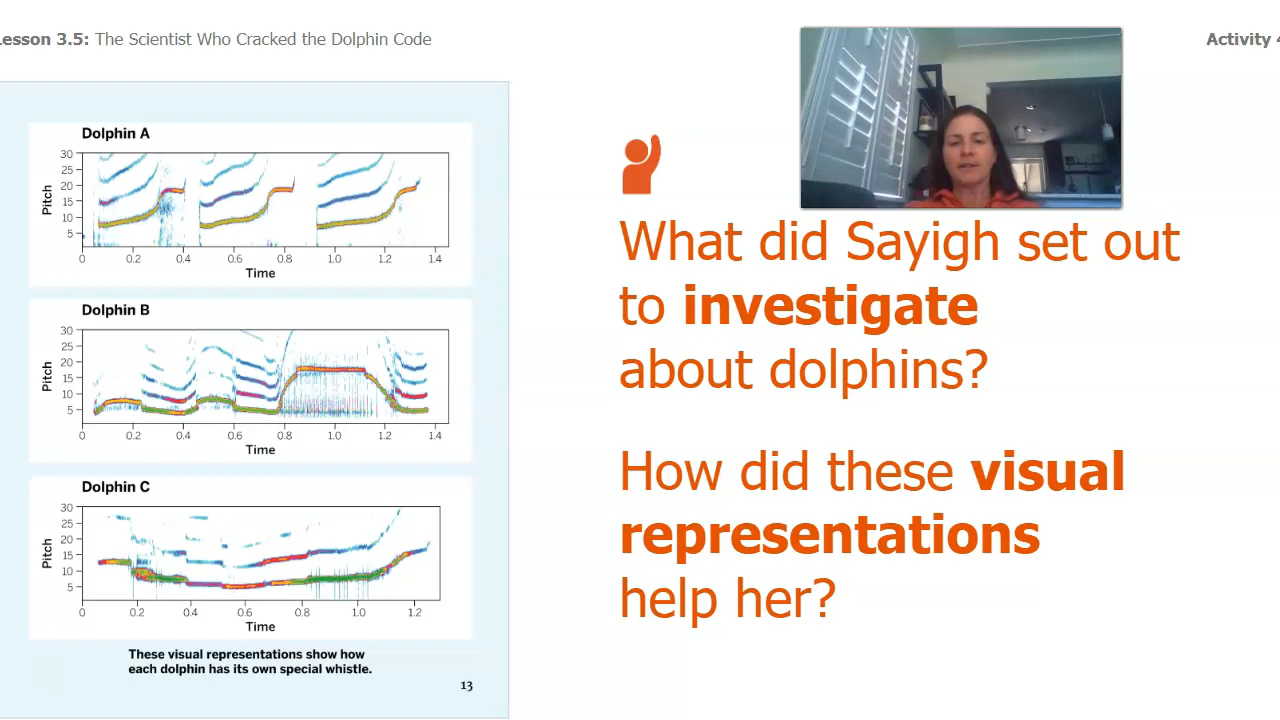 Lesson 3.5: The Scientist Who Cracked the Dolphin Code
Activity 4
Dolphin A
30
25
20
15
10
5
Pitch
0 0.2 0.4 0.6 0.8 1.0 1.2 1.4
Time
Dolphin B
30
25
20
15
10
5
Pitch
0 0.2 0.4 0.6 0.8 1.0 1.2 1.4
Time
Dolphin C
30
25
20
15
10
5
Pitch
0 0.2 0.4 0.6 0.8 1.0 1.2
Time
These visual representations show how
each dolphin has its own special whistle.
13
What did Sayigh set out
to investigate
about dolphins?
How did these visual
representations
help her?